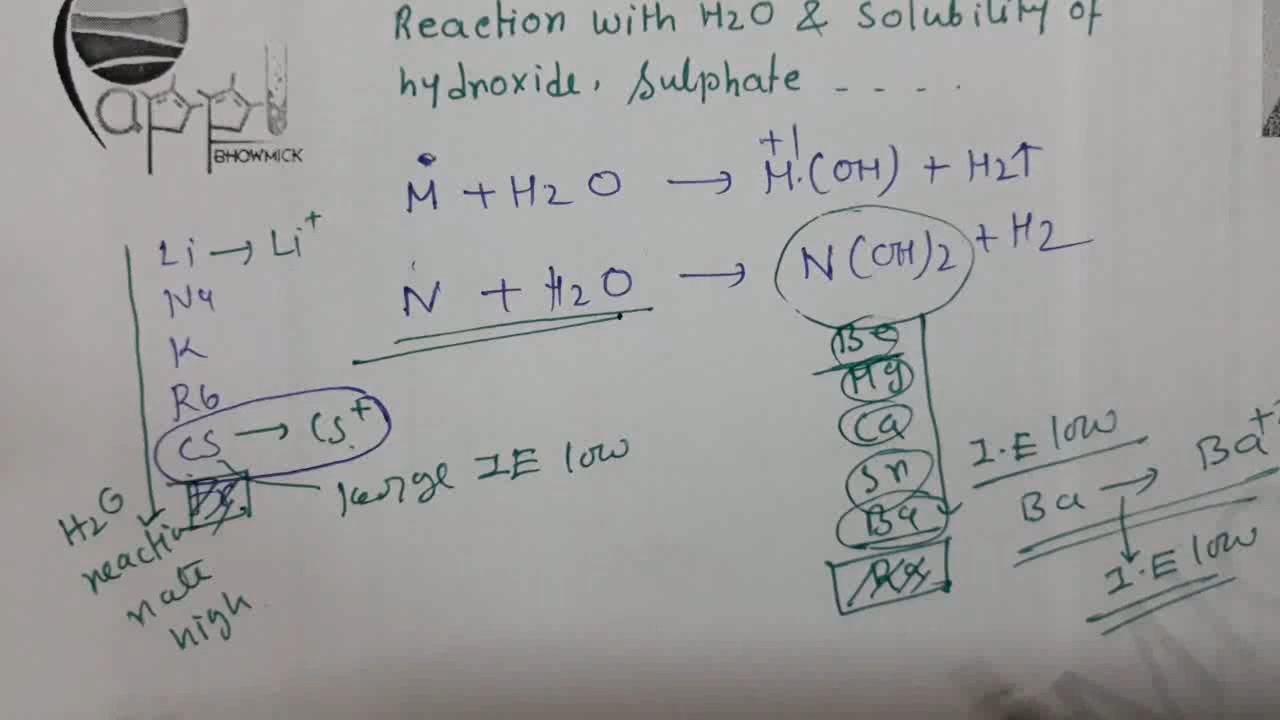 Reaction with H2O & Solubility of
hydroxide, Sulphate - - - -
BHOWMICK
M + H2O → M(OH) + H2↑
+1
Li → Li+
Na
K
Rb
Cs → Cs+
N + H2O → N(OH)2 + H2
Large IE low
H2O
reaction
rate
high
Be
Mg
Ca
Sr
Ba
I.E low
Ba → Ba+2
I.E low